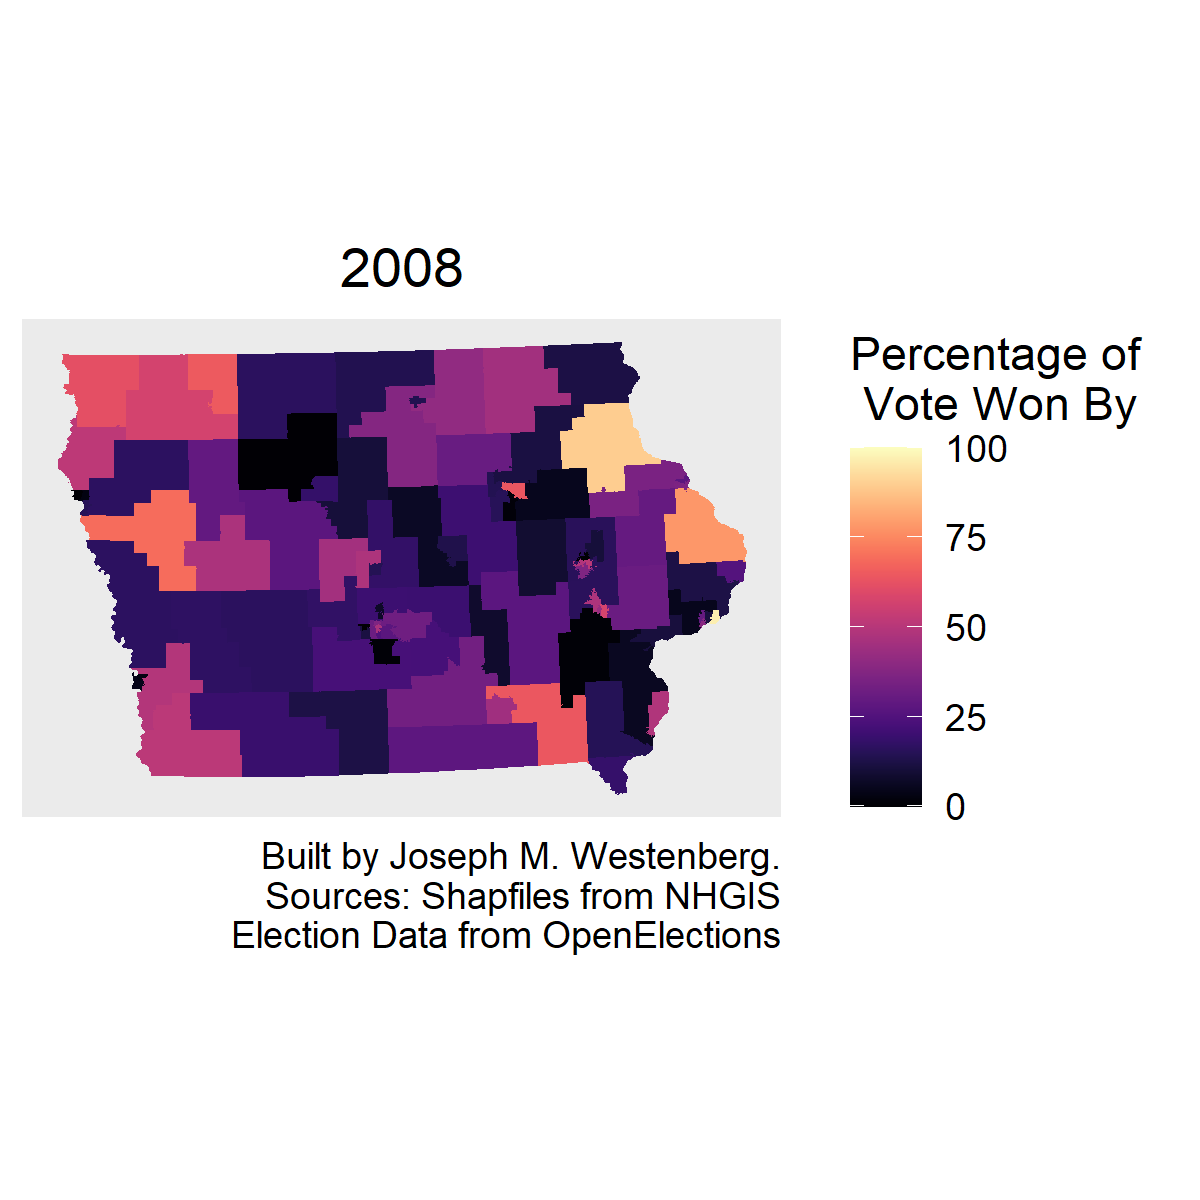 2008
Percentage of
Vote Won By
100
75
50
25
0
Built by Joseph M. Westenberg.
Sources: Shapfiles from NHGIS
Election Data from OpenElections